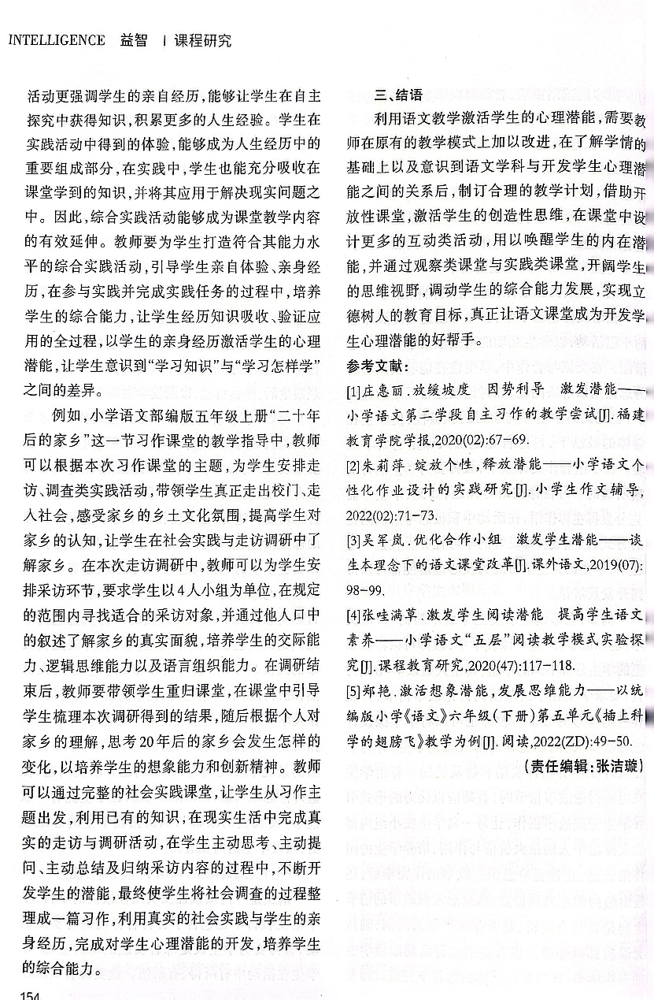 INTELLIGENCE 益智 | 课程研究
活动更强调学生的亲自经历,能够让学生在自主
探究中获得知识,积累更多的人生经验。学生在
实践活动中得到的体验,能够成为人生经历中的
重要组成部分,在实践中,学生也能充分吸收在
课堂学到的知识,并将其应用于解决现实问题之
中。因此,综合实践活动能够成为课堂教学内容
的有效延伸。教师要为学生打造符合其能力水
平的综合实践活动,引导学生亲自体验、亲身经
历,在参与实践并完成实践任务的过程中,培养
学生的综合能力,让学生经历知识吸收、验证应
用的全过程,以学生的亲身经历激活学生的心理
潜能,让学生意识到“学习知识”与“学习怎样学”
之间的差异。
例如,小学语文部编版五年级上册“二十年
后的家乡”这一节习作课堂的教学指导中,教师
可以根据本次习作课堂的主题,为学生安排走
访、调查类实践活动,带领学生真正走出校门、走
入社会,感受家乡的乡土文化氛围,提高学生对
家乡的认知,让学生在社会实践与走访调研中了
解家乡。在本次走访调研中,教师可以为学生安
排采访环节,要求学生以4人小组为单位,在规定
的范围内寻找适合的采访对象,并通过他人口中
的叙述了解家乡的真实面貌,培养学生的交际能
力、逻辑思维能力以及语言组织能力。在调研结
束后,教师要带领学生重归课堂,在课堂中引导
学生梳理本次调研得到的结果,随后根据个人对
家乡的理解,思考20年后的家乡会发生怎样的
变化,以培养学生的想象能力和创新精神。教师
可以通过完整的社会实践课堂,让学生从习作主
题出发,利用已有的知识,在现实生活中完成真
实的走访与调研活动,在学生主动思考、主动提
问、主动总结及归纳采访内容的过程中,不断开
发学生的潜能,最终使学生将社会调查的过程整
理成一篇习作,利用真实的社会实践与学生的亲
身经历,完成对学生心理潜能的开发,培养学生
的综合能力。
三、结语
利用语文教学激活学生的心理潜能,需要教
师在原有的教学模式上加以改进,在了解学情的
基础上以及意识到语文学科与开发学生心理潜
能之间的关系后,制订合理的教学计划,借助开
放性课堂,激活学生的创造性思维,在课堂中设
计更多的互动类活动,用以唤醒学生的内在潜
能,并通过观察类课堂与实践类课堂,开阔学生
的思维视野,调动学生的综合能力发展,实现立
德树人的教育目标,真正让语文课堂成为开发学
生心理潜能的好帮手。
参考文献:
[1]庄惠丽.放缓坡度 因势利导 激发潜能——
小学语文第二学段自主习作的教学尝试[J].福建
教育学院学报,2020(02):67-69.
[2]朱莉萍.绽放个性,释放潜能——小学语文个
性化作业设计的实践研究[J].小学生作文辅导,
2022(02):71-73.
[3]吴军岚.优化合作小组 激发学生潜能——谈
生本理念下的语文课堂改革[J].课外语文,2019(07):
98-99.
[4]张哇满草.激发学生阅读潜能 提高学生语文
素养——小学语文“五层”阅读教学模式实验探
究[J].课程教育研究,2020(47):117-118.
[5]郑艳.激活想象潜能,发展思维能力——以统
编版小学《语文》六年级(下册)第五单元《插上科
学的翅膀飞》教学为例[J].阅读,2022(ZD):49-50.
(责任编辑:张洁璇)
154